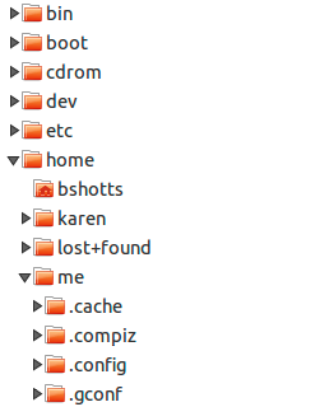 bin
boot
cdrom
dev
etc
home
bshotts
karen
lost+found
me
.cache
.compiz
.config
.gconf